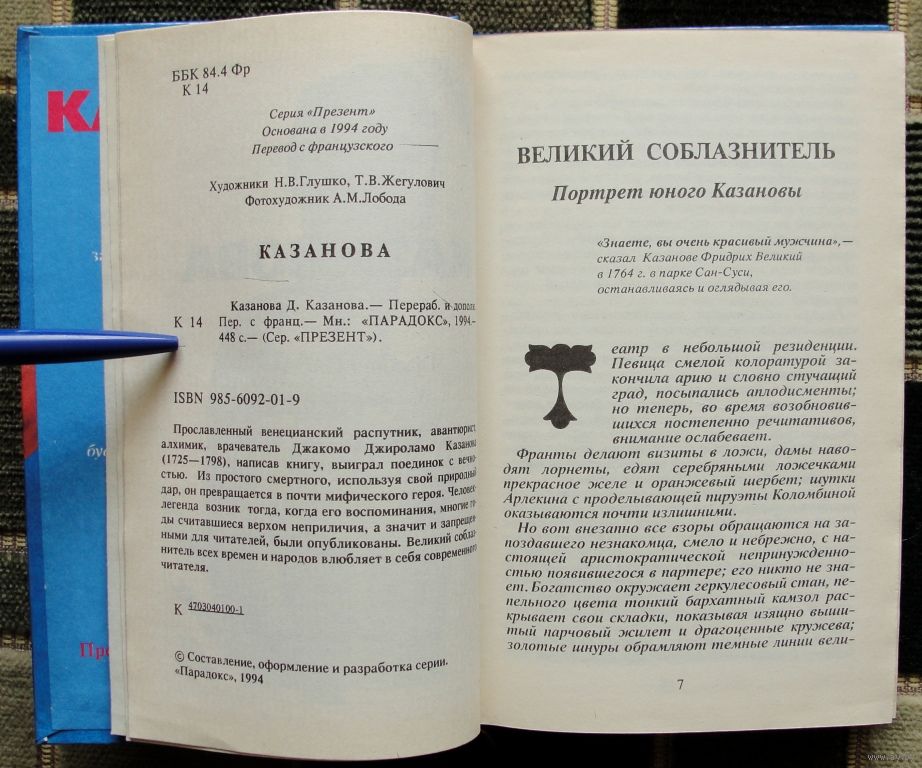 КА
за
бус
Пре
ББК 84.4 Фр
К 14
Серия «Презент»
Основана в 1994 году
Перевод с французского
Художники Н.В.Глушко, Т.В.Жегулович
Фотохудожник А.М.Лобода
КАЗАНОВА
Казанова Д. Казанова.— Перераб. и дополн.
К 14 Пер. с франц.— Мн.: «ПАРАДОКС», 1994.—
448 с.— (Сер. «ПРЕЗЕНТ»).
ISBN 985-6092-01-9
Прославленный венецианский распутник, авантюрист,
алхимик, врачеватель Джакомо Джироламо Казанова
(1725—1798), написав книгу, выиграл поединок с вечно-
стью. Из простого смертного, используя свой природный
дар, он превращается в почти мифического героя. Человек-
легенда возник тогда, когда его воспоминания, многие го-
ды считавшиеся верхом неприличия, а значит и запрещен-
ными для читателей, были опубликованы. Великий соблаз-
нитель всех времен и народов влюбляет в себя современного
читателя.
К 4703040100-1
© Составление, оформление и разработка серии.
«Парадокс», 1994
ВЕЛИКИЙ СОБЛАЗНИТЕЛЬ
Портрет юного Казановы
«Знаете, вы очень красивый мужчина»,—
сказал Казанове Фридрих Великий
в 1764 г. в парке Сан-Суси,
останавливаясь и оглядывая его.
Театр в небольшой резиденции.
Певица смелой колоратурой за-
кончила арию и словно стучащий
град, посыпались аплодисменты;
но теперь, во время возобновив-
шихся постепенно речитативов,
внимание ослабевает.
Франты делают визиты в ложи, дамы наво-
дят лорнеты, едят серебряными ложечками
прекрасное желе и оранжевый шербет; шутки
Арлекина с проделывающей пируэты Коломбиной
оказываются почти излишними.
Но вот внезапно все взоры обращаются на за-
поздавшего незнакомца, смело и небрежно, с на-
стоящей аристократической непринужденно-
стью появившегося в партере; его никто не зна-
ет. Богатство окружает геркулесовый стан, пе-
пельного цвета тонкий бархатный камзол рас-
крывает свои складки, показывая изящно выши-
тый парчовый жилет и драгоценные кружева;
золотые шнуры обрамляют темные линии вели-
7